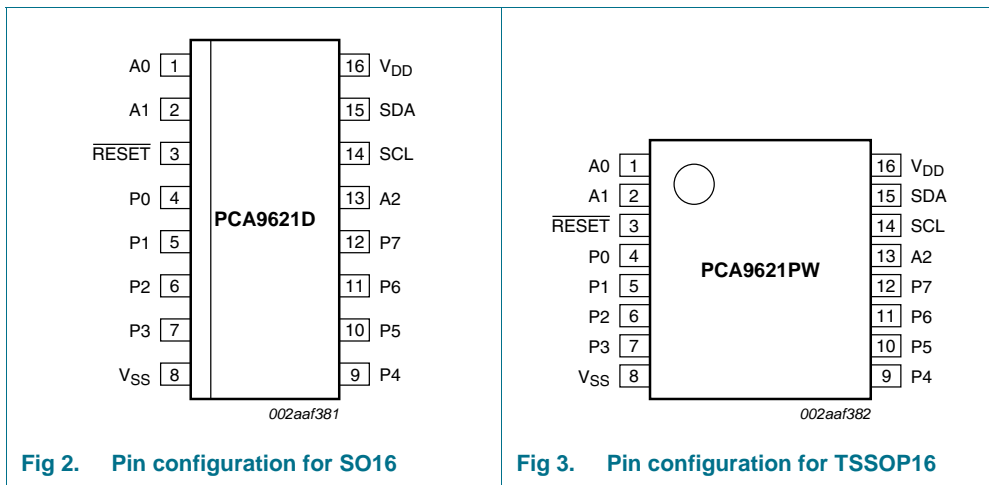 A0 1 16 VDD
A1 2 15 SDA
RESET 3 14 SCL
P0 4 13 A2
PCA9621D
P1 5 12 P7
P2 6 11 P6
P3 7 10 P5
VSS 8 9 P4
002aaf381
Fig 2. Pin configuration for SO16
A0 1 16 VDD
A1 2 15 SDA
RESET 3 14 SCL
P0 4 13 A2
PCA9621PW
P1 5 12 P7
P2 6 11 P6
P3 7 10 P5
VSS 8 9 P4
002aaf382
Fig 3. Pin configuration for TSSOP16